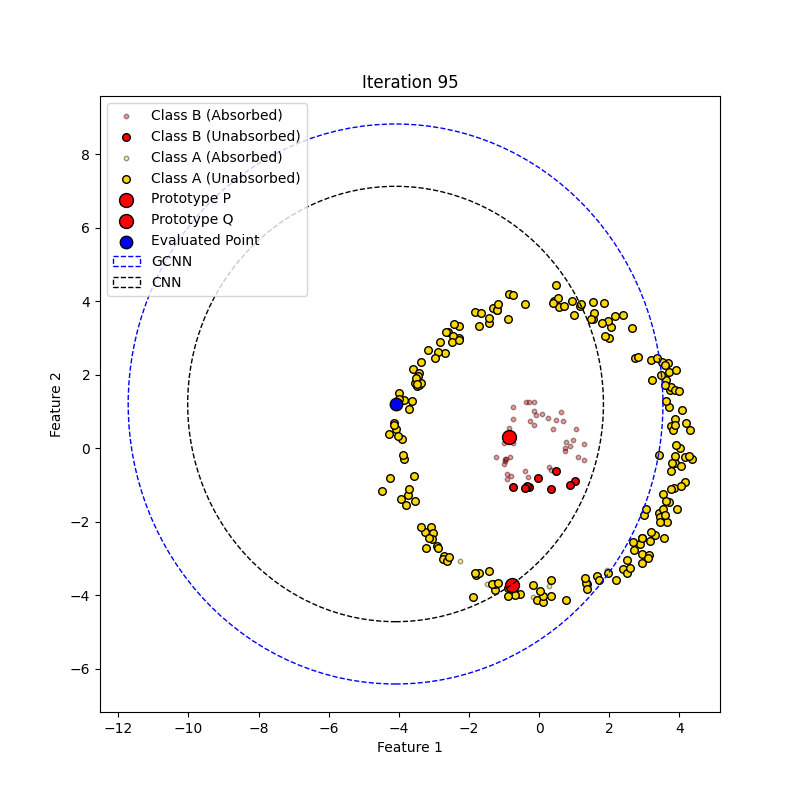 Iteration 95
Class B (Absorbed)
Class B (Unabsorbed)
Class A (Absorbed)
Class A (Unabsorbed)
Prototype P
Prototype Q
Evaluated Point
GCNN
CNN
8
6
4
2
0
−2
−4
−6
Feature 2
−12 −10 −8 −6 −4 −2 0 2 4
Feature 1